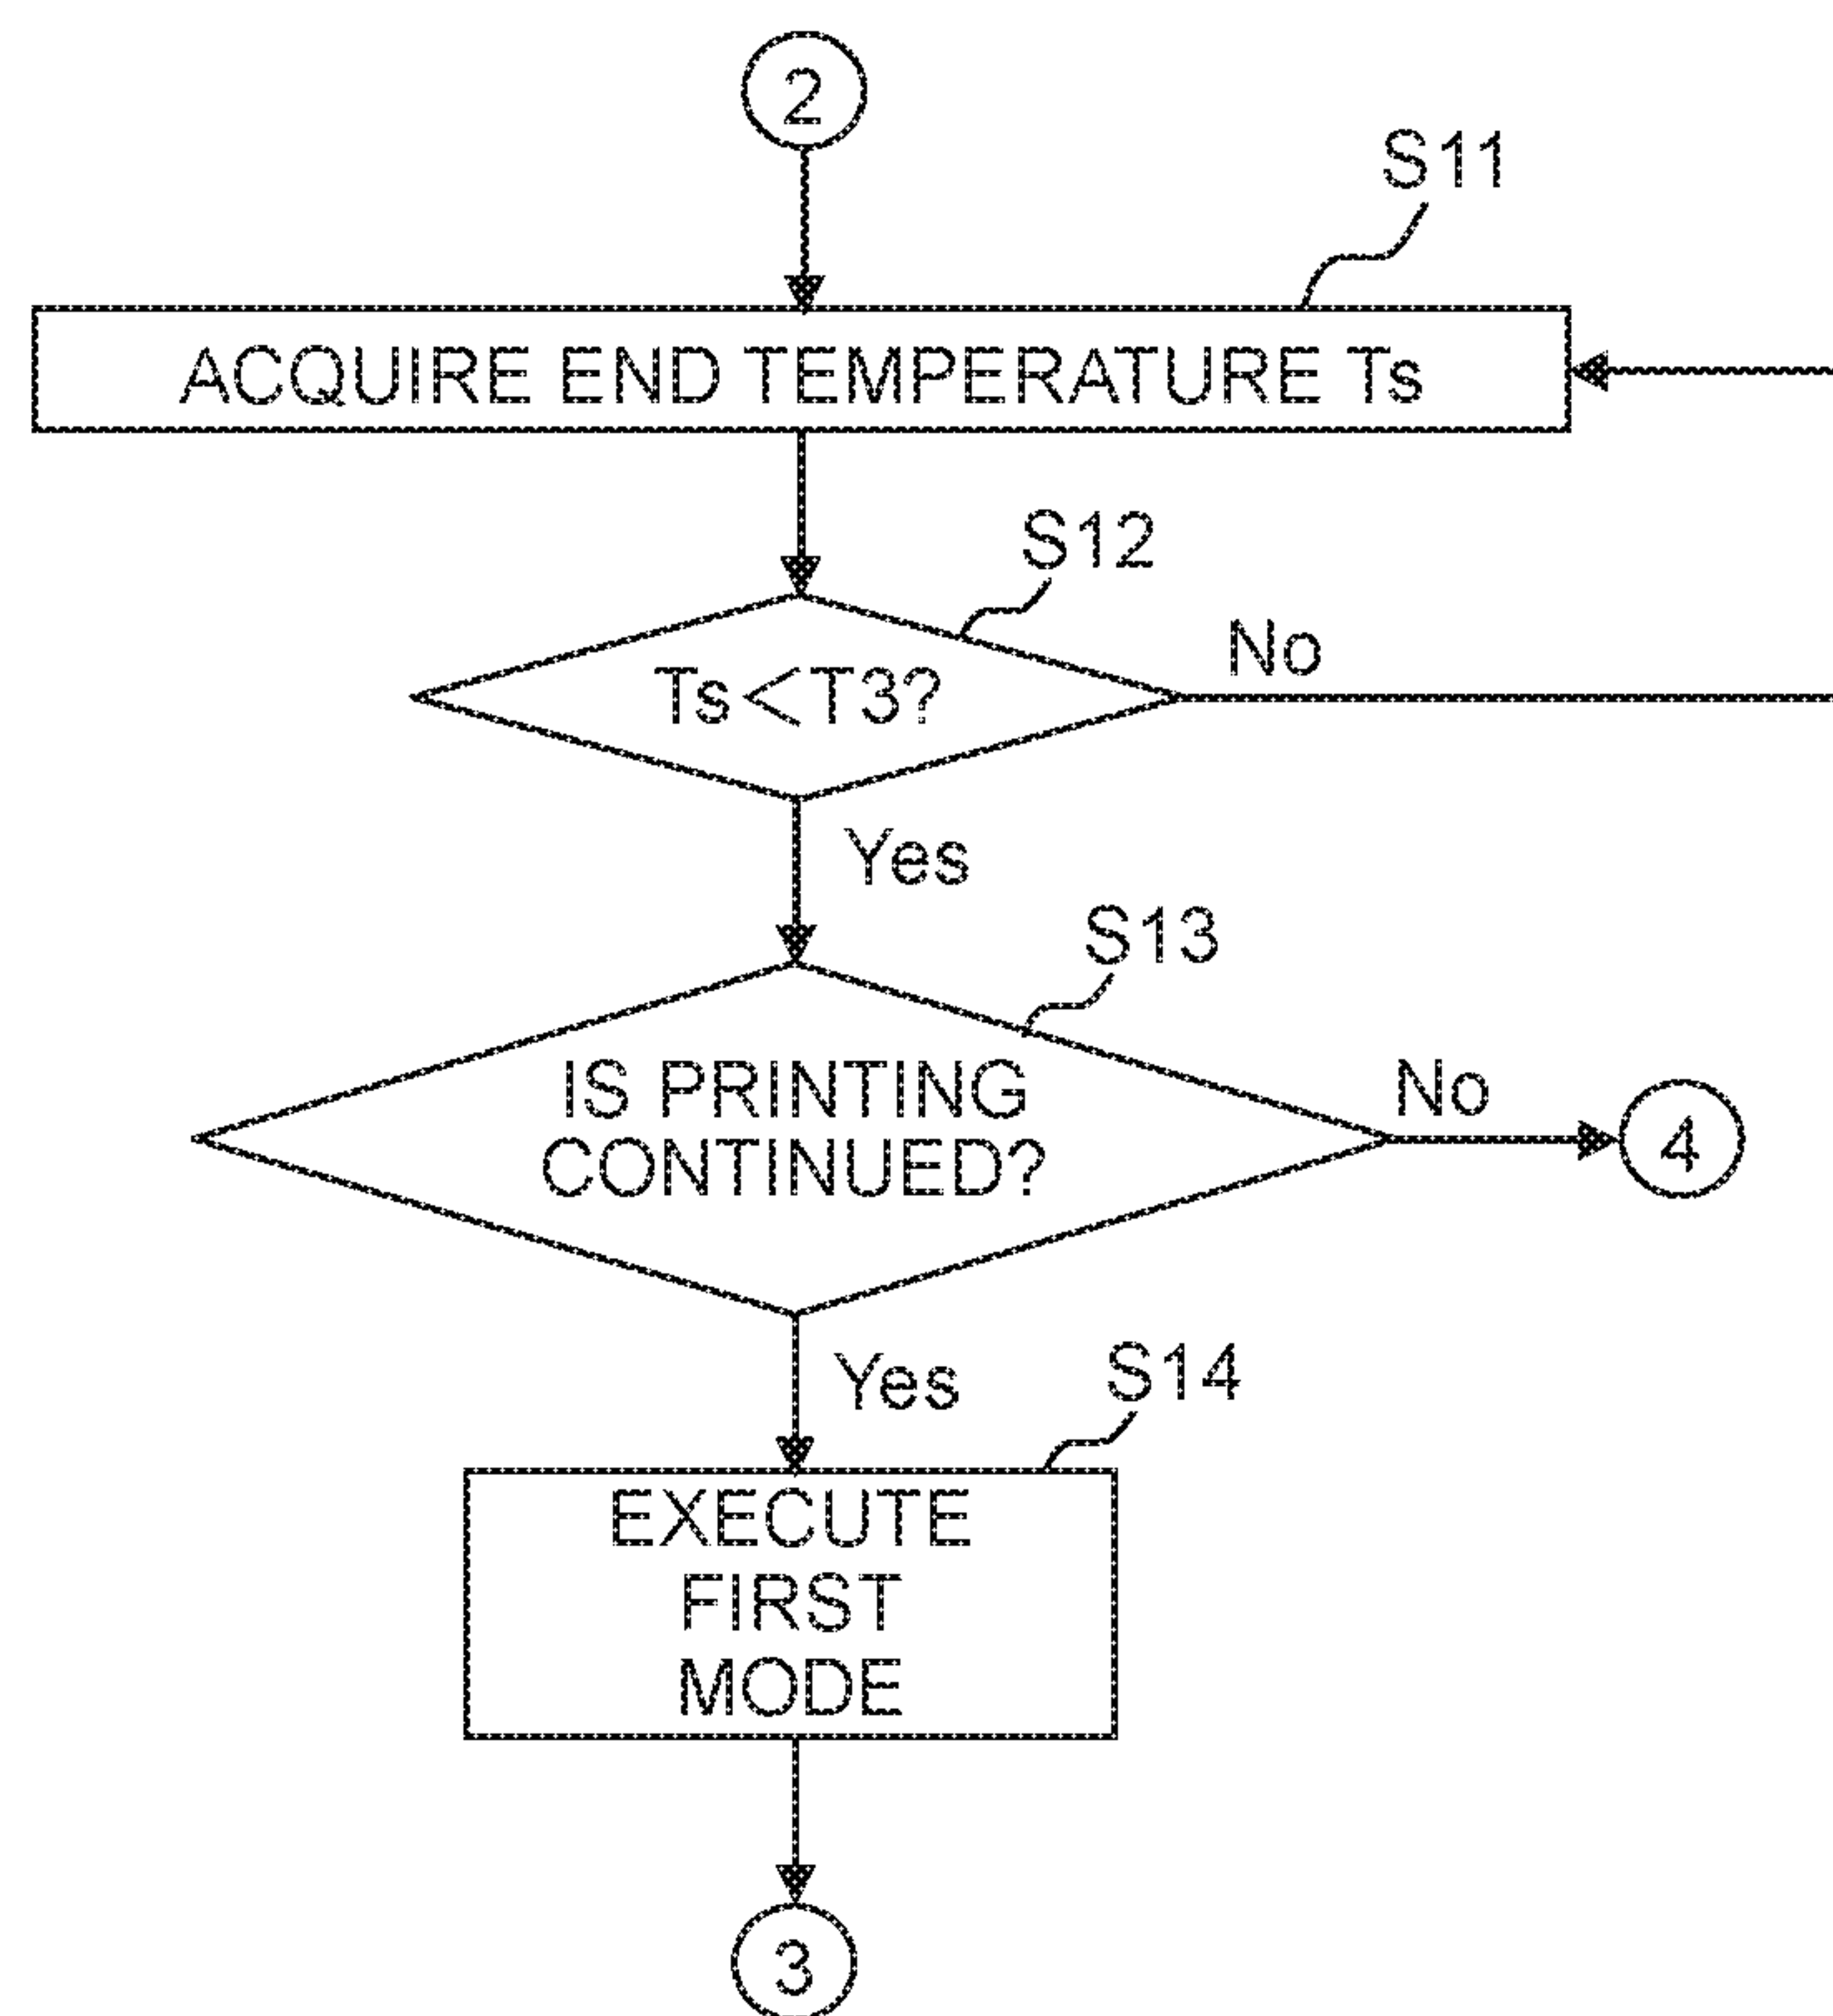 2
S11
ACQUIRE END TEMPERATURE Ts
S12
Ts<T3?
No
Yes
S13
IS PRINTING
CONTINUED?
No
4
Yes
S14
EXECUTE
FIRST
MODE
3